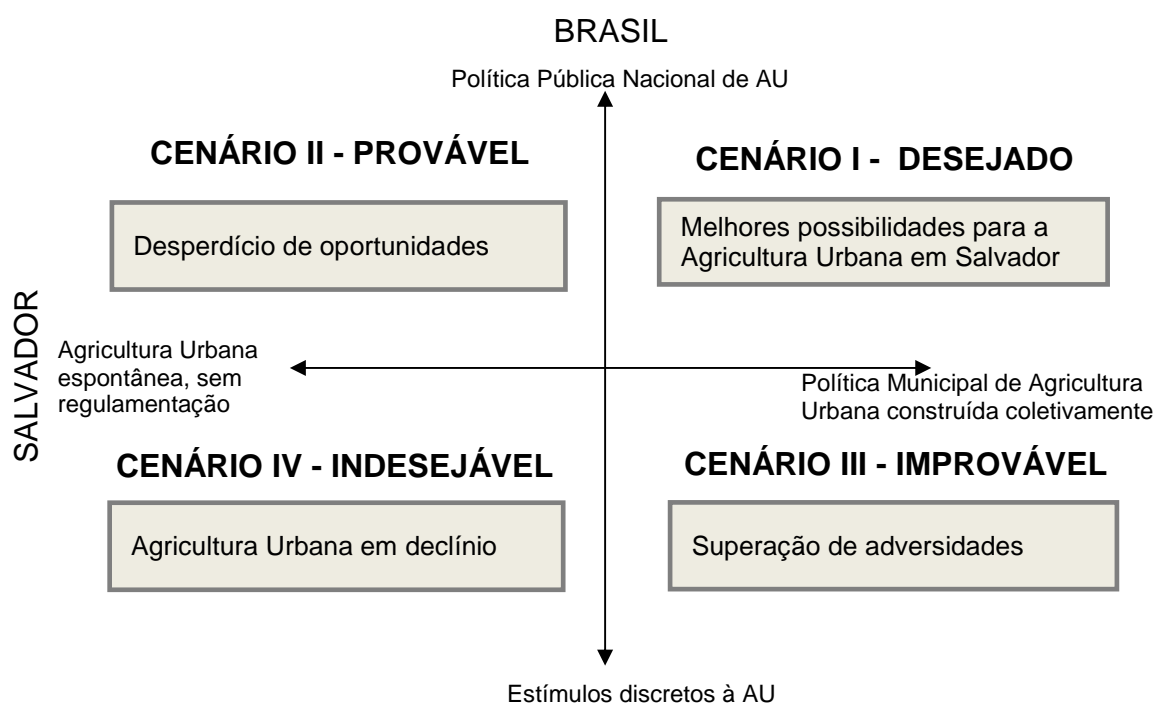 BRASIL
Política Pública Nacional de AU
CENÁRIO II - PROVÁVEL
CENÁRIO I - DESEJADO
Desperdício de oportunidades
Melhores possibilidades para a
Agricultura Urbana em Salvador
SALVADOR
Agricultura Urbana
espontânea, sem
regulamentação
Política Municipal de Agricultura
Urbana construída coletivamente
CENÁRIO IV - INDESEJÁVEL
CENÁRIO III - IMPROVÁVEL
Agricultura Urbana em declínio
Superação de adversidades
Estímulos discretos à AU